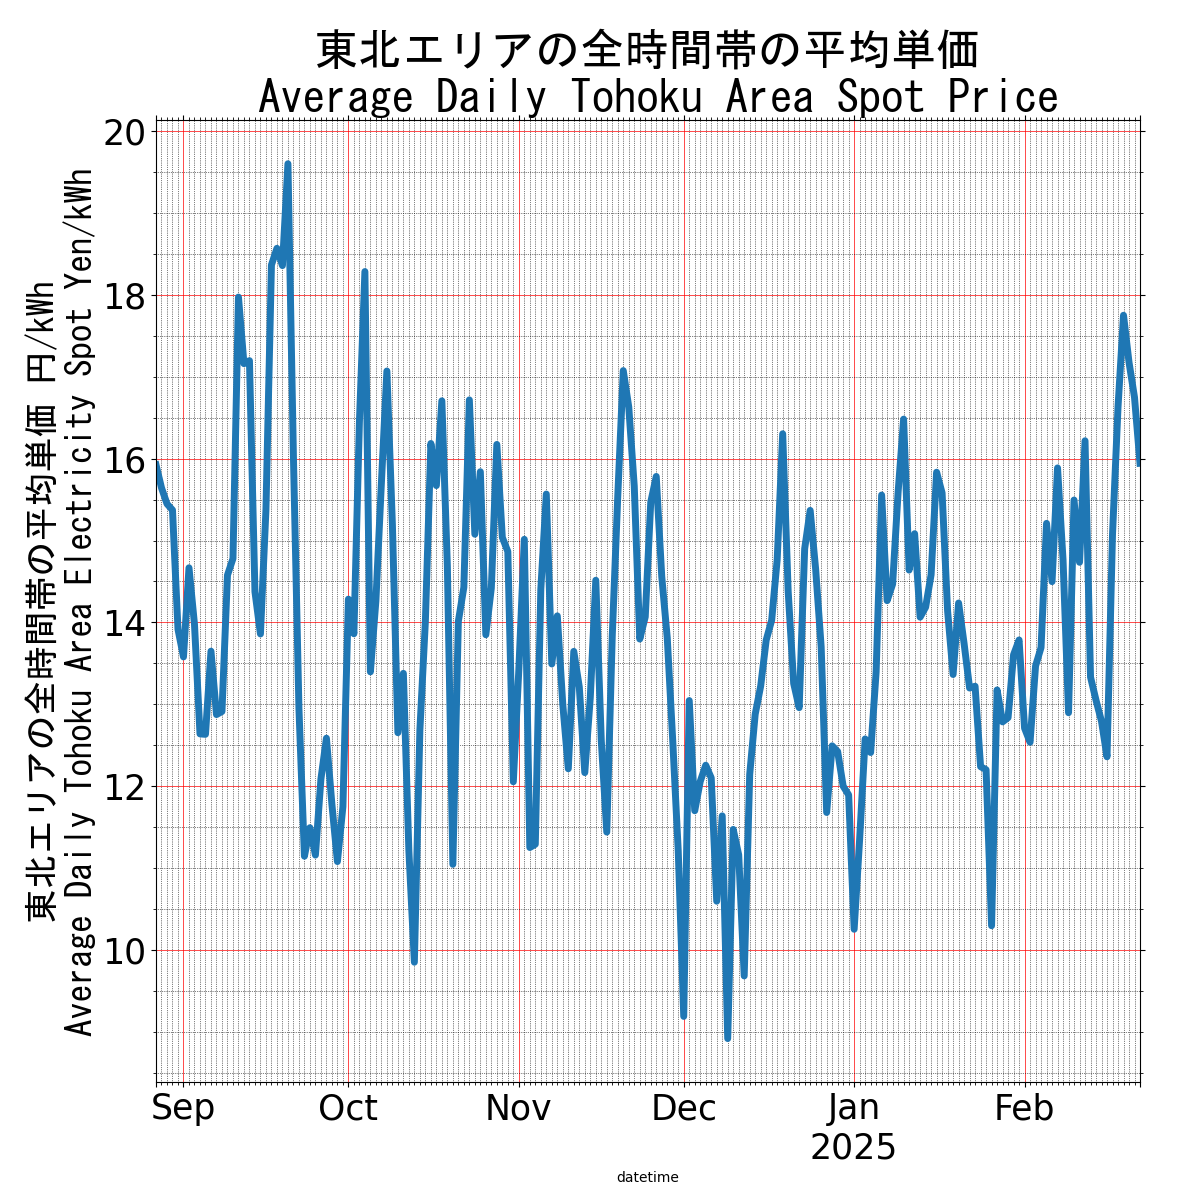 東北エリアの全時間帯の平均単価
Average Daily Tohoku Area Spot Price
東北エリアの全時間帯の平均単価 円/kWh
Average Daily Tohoku Area Electricity Spot Yen/kWh
20
18
16
14
12
10
Sep Oct Nov Dec Jan Feb
2025
datetime